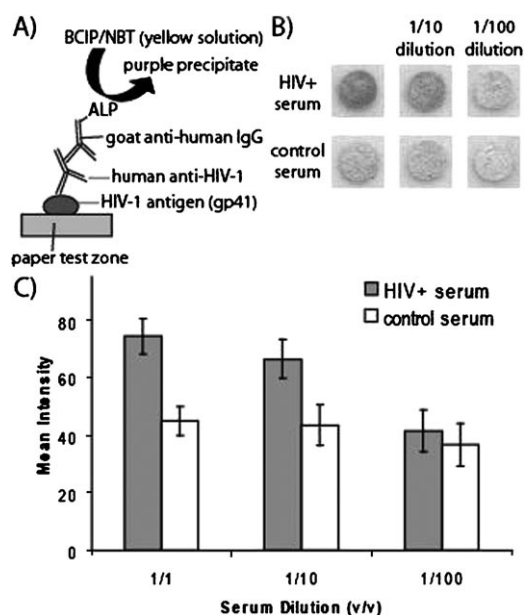 A)
BCIP/NBT (yellow solution)
purple precipitate
ALP
goat anti-human IgG
human anti-HIV-1
HIV-1 antigen (gp41)
paper test zone
B)
1/10
dilution
1/100
dilution
HIV+
serum
control
serum
C)
HIV+ serum
control serum
Mean Intensity
80
60
40
20
0
1/1
1/10
1/100
Serum Dilution (v/v)